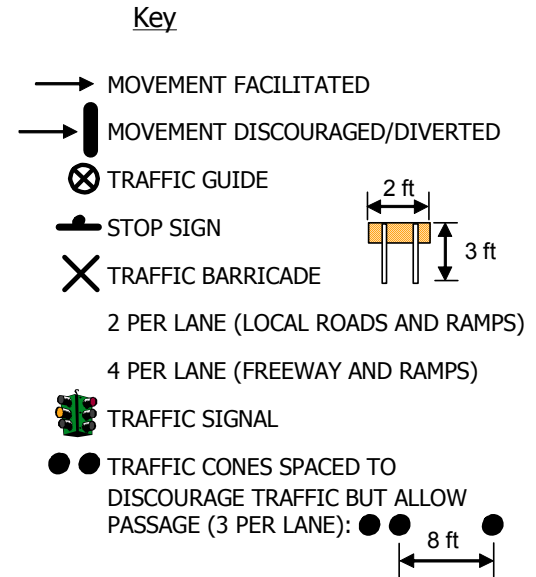 Key
MOVEMENT FACILITATED
MOVEMENT DISCOURAGED/DIVERTED
TRAFFIC GUIDE
2 ft
STOP SIGN
3 ft
TRAFFIC BARRICADE
2 PER LANE (LOCAL ROADS AND RAMPS)
4 PER LANE (FREEWAY AND RAMPS)
TRAFFIC SIGNAL
TRAFFIC CONES SPACED TO
DISCOURAGE TRAFFIC BUT ALLOW
PASSAGE (3 PER LANE):
8 ft